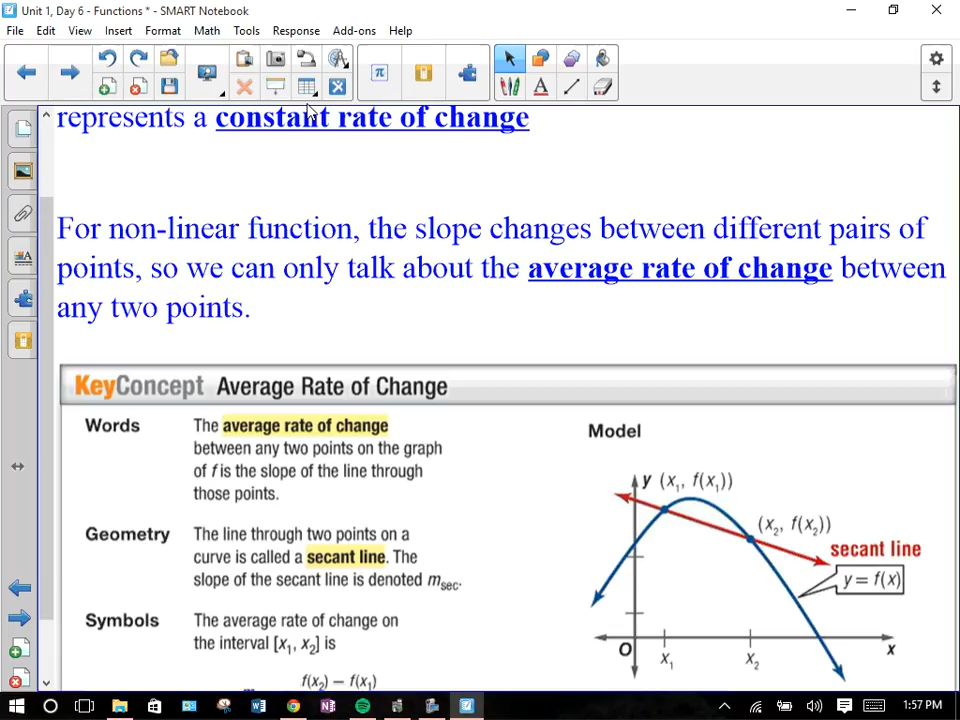 Unit 1, Day 6 - Functions * - SMART Notebook
File Edit View Insert Format Math Tools Response Add-ons Help
represents a constant rate of change
For non-linear function, the slope changes between different pairs of
points, so we can only talk about the average rate of change between
any two points.
KeyConcept Average Rate of Change
Words The average rate of change
between any two points on the graph
of f is the slope of the line through
those points.
Geometry The line through two points on a
curve is called a secant line. The
slope of the secant line is denoted m_sec.
Symbols The average rate of change on
the interval [x₁, x₂] is
f(x₂) – f(x₁)
Model
y (x₁, f(x₁))
(x₂, f(x₂))
secant line
y = f(x)
O x₁ x₂ x
1:57 PM